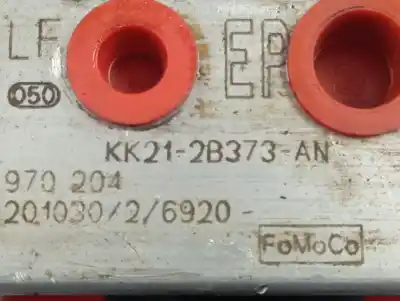 LF EP
050
KK21-2B373-AN
970 204
201030/2/6920-
FoMoCo